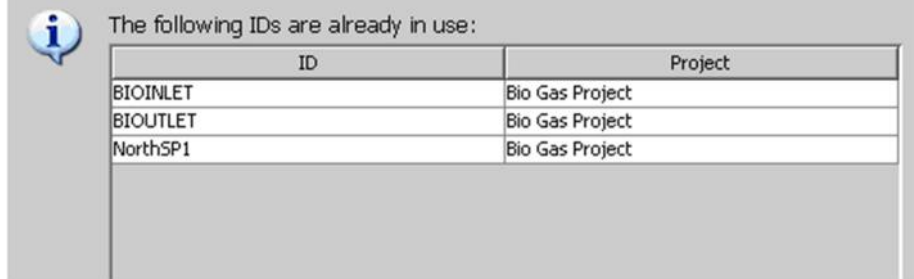 The following IDs are already in use:
ID Project
BIOINLET Bio Gas Project
BIOUTLET Bio Gas Project
NorthSP1 Bio Gas Project